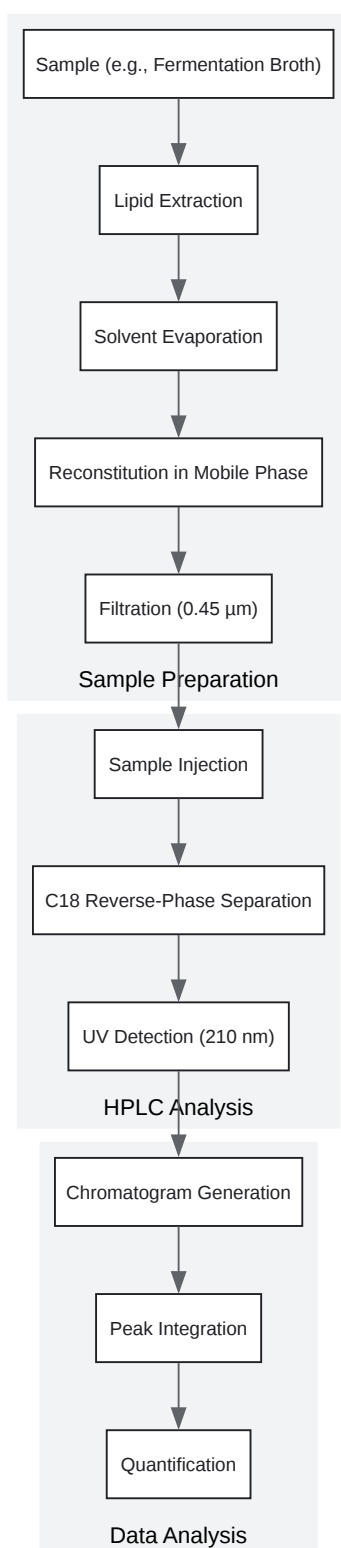 Sample (e.g., Fermentation Broth)
Lipid Extraction
Solvent Evaporation
Reconstitution in Mobile Phase
Filtration (0.45 µm)
Sample Preparation
Sample Injection
C18 Reverse-Phase Separation
UV Detection (210 nm)
HPLC Analysis
Chromatogram Generation
Peak Integration
Quantification
Data Analysis